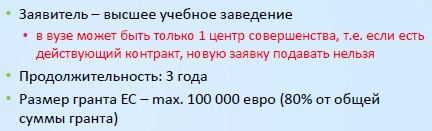 • Заявитель – высшее учебное заведение
• в вузе может быть только 1 центр совершенства, т.е. если есть
действующий контракт, новую заявку подавать нельзя
• Продолжительность: 3 года
• Размер гранта ЕС – max. 100 000 евро (80% от общей
суммы гранта)